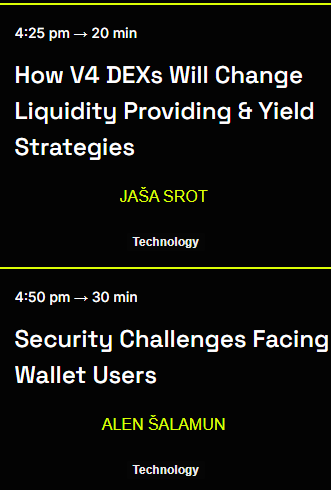 4:25 pm → 20 min
How V4 DEXs Will Change
Liquidity Providing & Yield
Strategies
JAŠA SROT
Technology
4:50 pm → 30 min
Security Challenges Facing
Wallet Users
ALEN ŠALAMUN
Technology